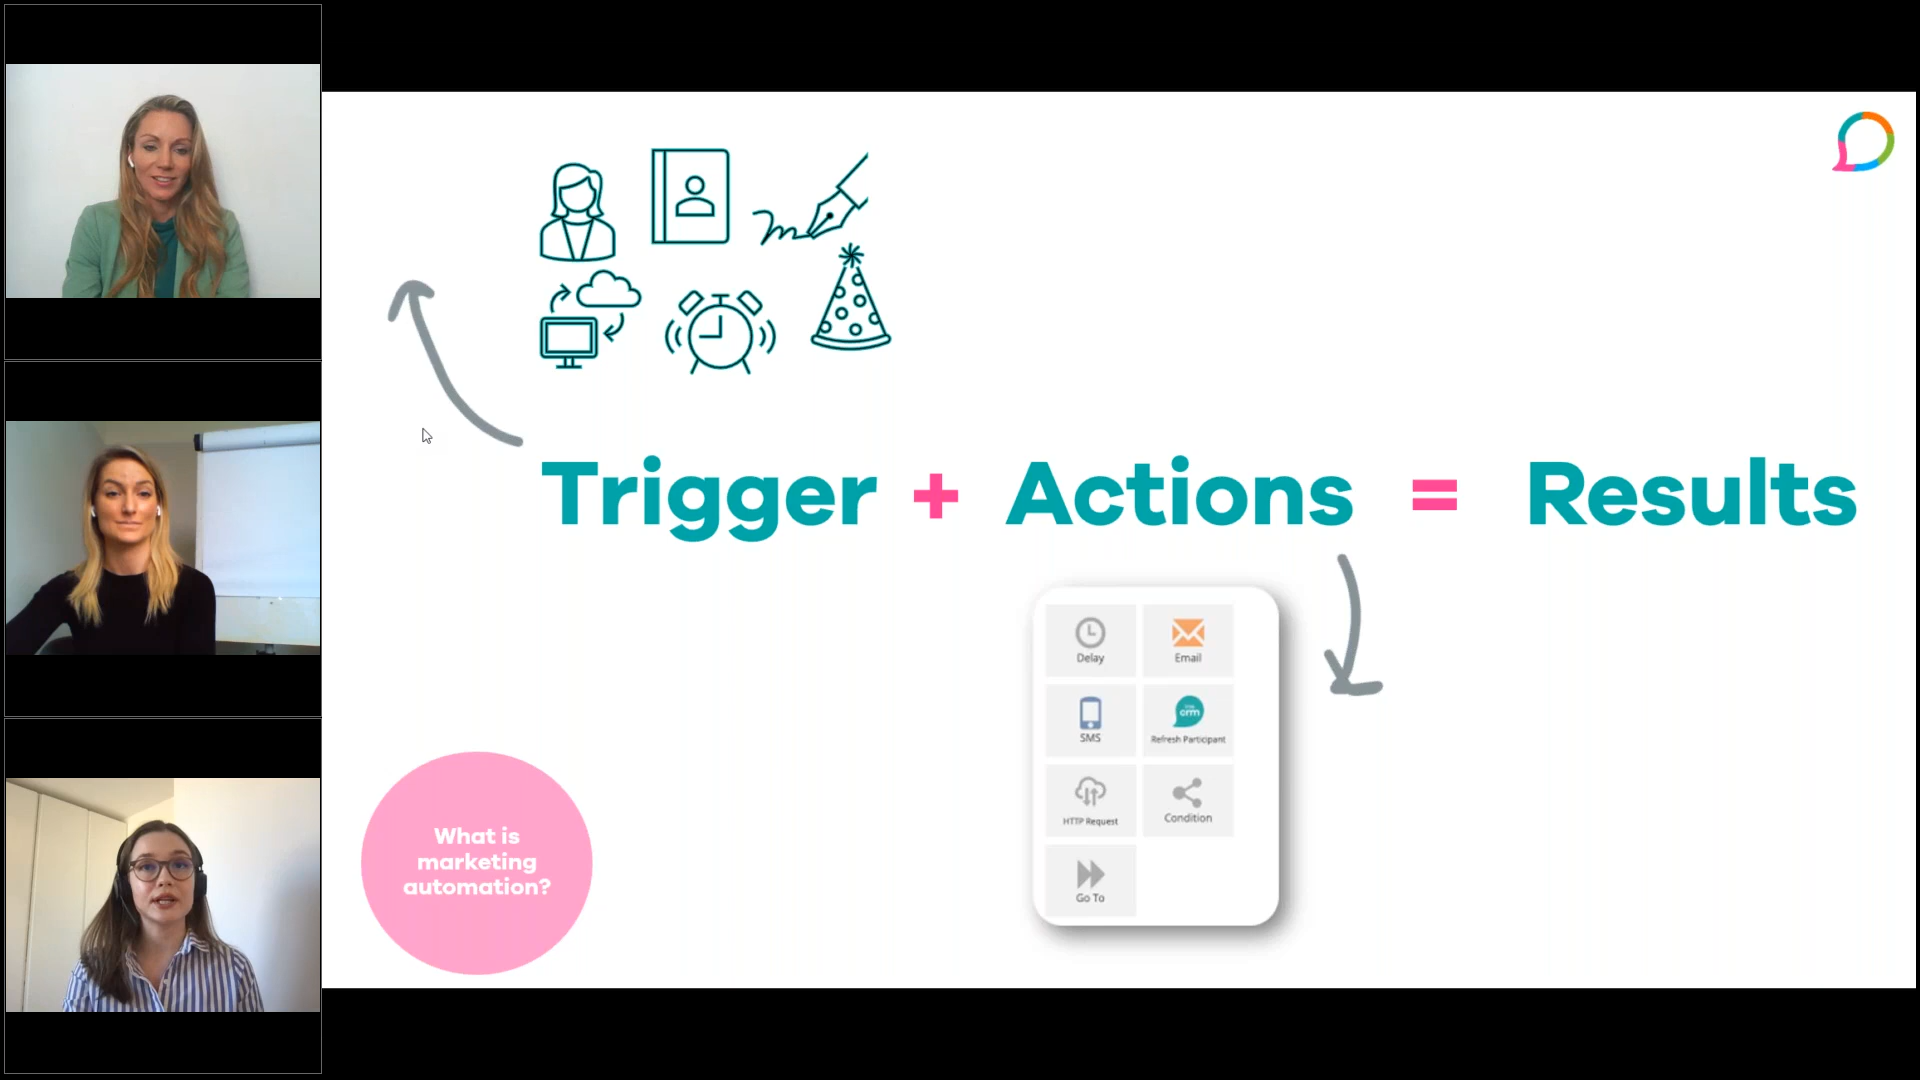 Trigger + Actions = Results
Delay
Email
SMS
crm
Refresh Participant
HTTP Request
Condition
Go To
What is
marketing
automation?